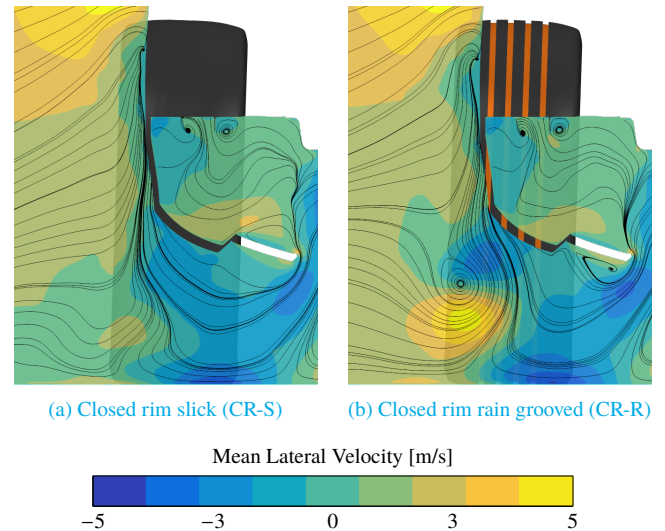 (a) Closed rim slick (CR-S)
(b) Closed rim rain grooved (CR-R)
Mean Lateral Velocity [m/s]
−5 −3 0 3 5